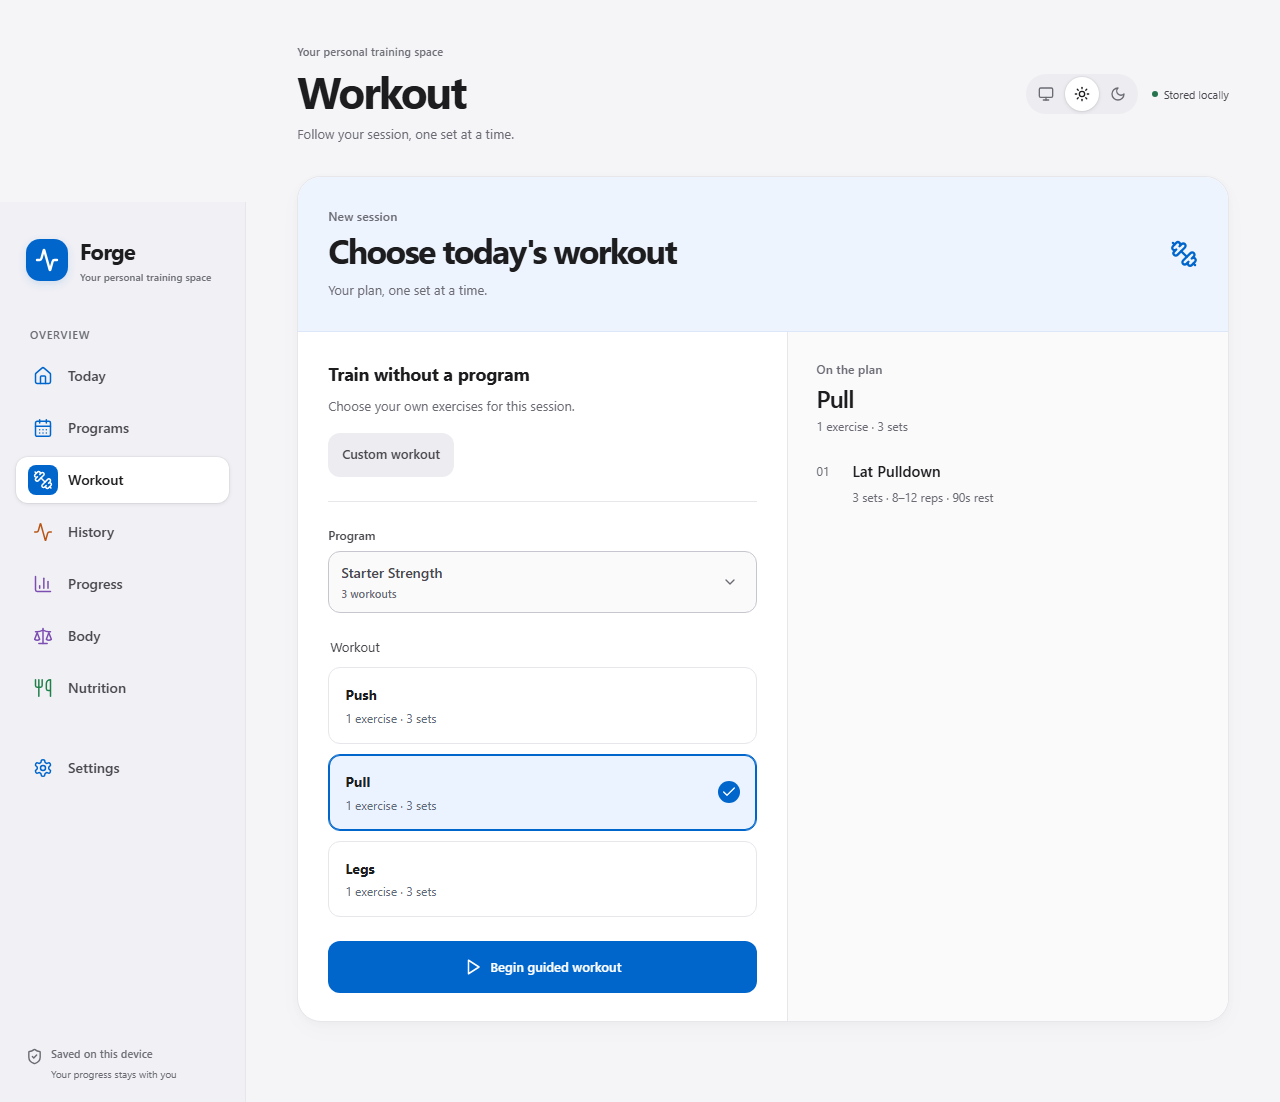 Your personal training space
Workout
Follow your session, one set at a time.
Stored locally
Forge
Your personal training space
OVERVIEW
Today
Programs
Workout
History
Progress
Body
Nutrition
Settings
Saved on this device
Your progress stays with you
New session
Choose today's workout
Your plan, one set at a time.
Train without a program
Choose your own exercises for this session.
Custom workout
Program
Starter Strength
3 workouts
Workout
Push
1 exercise · 3 sets
Pull
1 exercise · 3 sets
Legs
1 exercise · 3 sets
Begin guided workout
On the plan
Pull
1 exercise · 3 sets
01 Lat Pulldown
3 sets · 8–12 reps · 90s rest